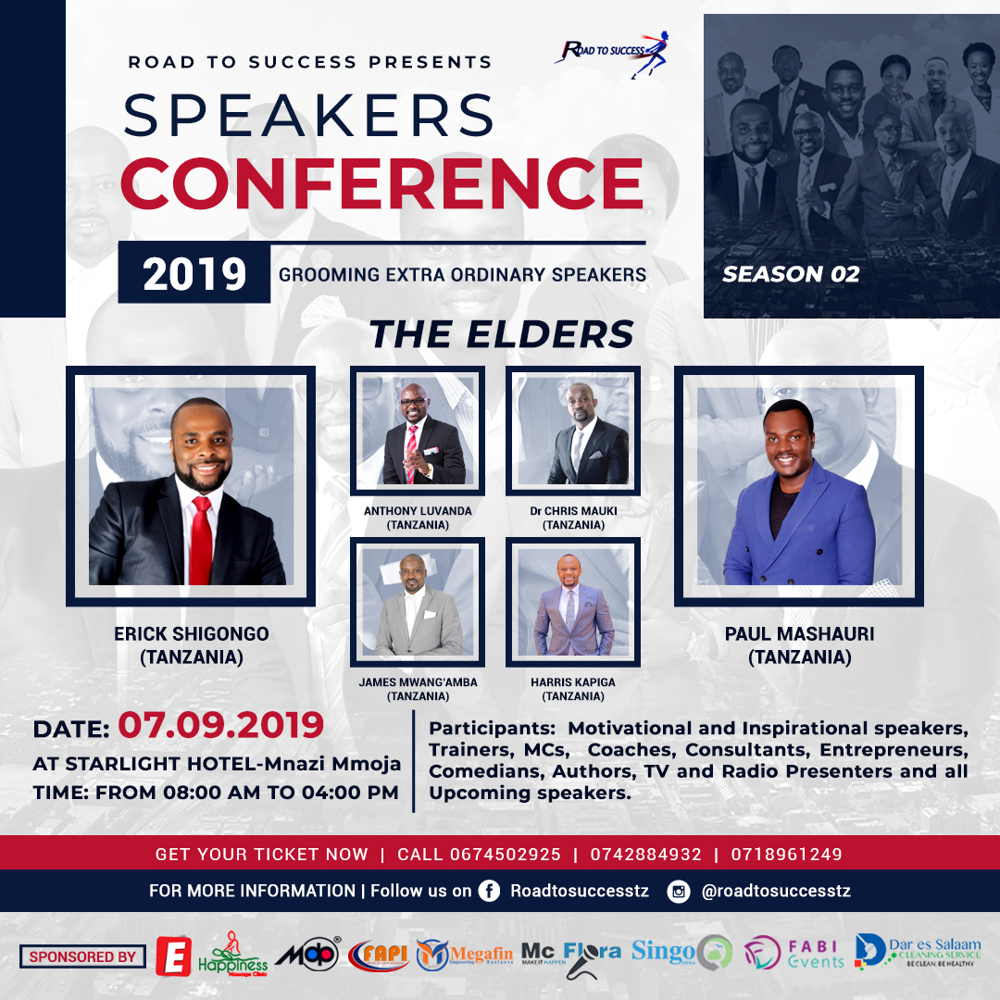 ROAD TO SUCCESS PRESENTS
ROAD TO SUCCESS
SPEAKERS
CONFERENCE
2019
GROOMING EXTRA ORDINARY SPEAKERS
SEASON 02
THE ELDERS
ERICK SHIGONGO
(TANZANIA)
ANTHONY LUVANDA
(TANZANIA)
Dr CHRIS MAUKI
(TANZANIA)
JAMES MWANG'AMBA
(TANZANIA)
HARRIS KAPIGA
(TANZANIA)
PAUL MASHAURI
(TANZANIA)
DATE: 07.09.2019
AT STARLIGHT HOTEL-Mnazi Mmoja
TIME: FROM 08:00 AM TO 04:00 PM
Participants: Motivational and Inspirational speakers,
Trainers, MCs, Coaches, Consultants, Entrepreneurs,
Comedians, Authors, TV and Radio Presenters and all
Upcoming speakers.
GET YOUR TICKET NOW | CALL 0674502925 | 0742884932 | 0718961249
FOR MORE INFORMATION | Follow us on Roadtosuccesstz @roadtosuccesstz
SPONSORED BY
E
Happiness
Massage Clinic
mdp
FAPI
Megafin
Empowering Business
Mc Flora
MAKE IT HAPPEN
Singo
FABI
Events
Dar es Salaam
CLEANING SERVICE
BE CLEAN, BE HEALTHY